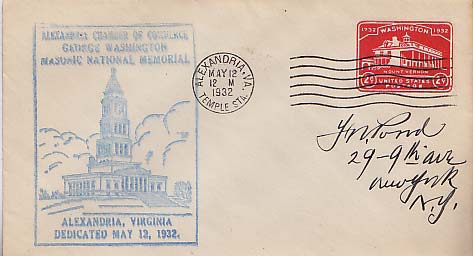 ALEXANDRIA CHAMBER OF COMMERCE
GEORGE WASHINGTON
MASONIC NATIONAL MEMORIAL
ALEXANDRIA, VIRGINIA
DEDICATED MAY 12, 1932.
ALEXANDRIA, VA.
MAY 12
12 M
1932
TEMPLE STA.
1732 1932
WASHINGTON
MOUNT VERNON
2¢ 2¢
UNITED STATES
POSTAGE
Pond
29-9th ave
New York
N.Y.